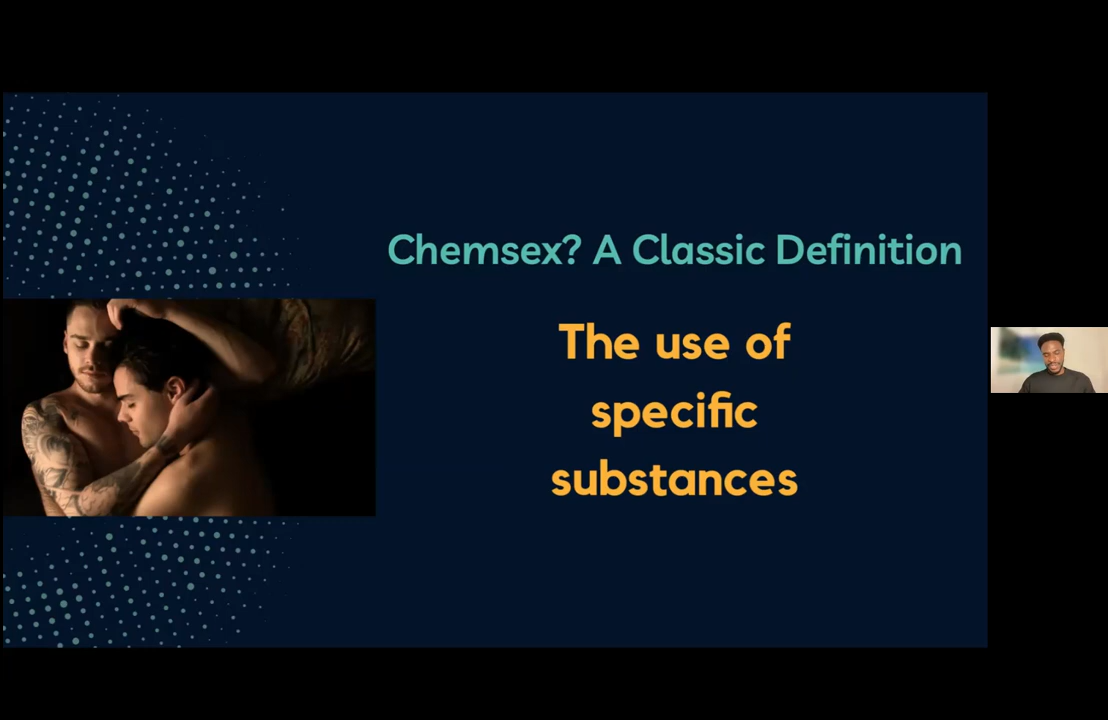 Chemsex? A Classic Definition
The use of
specific
substances